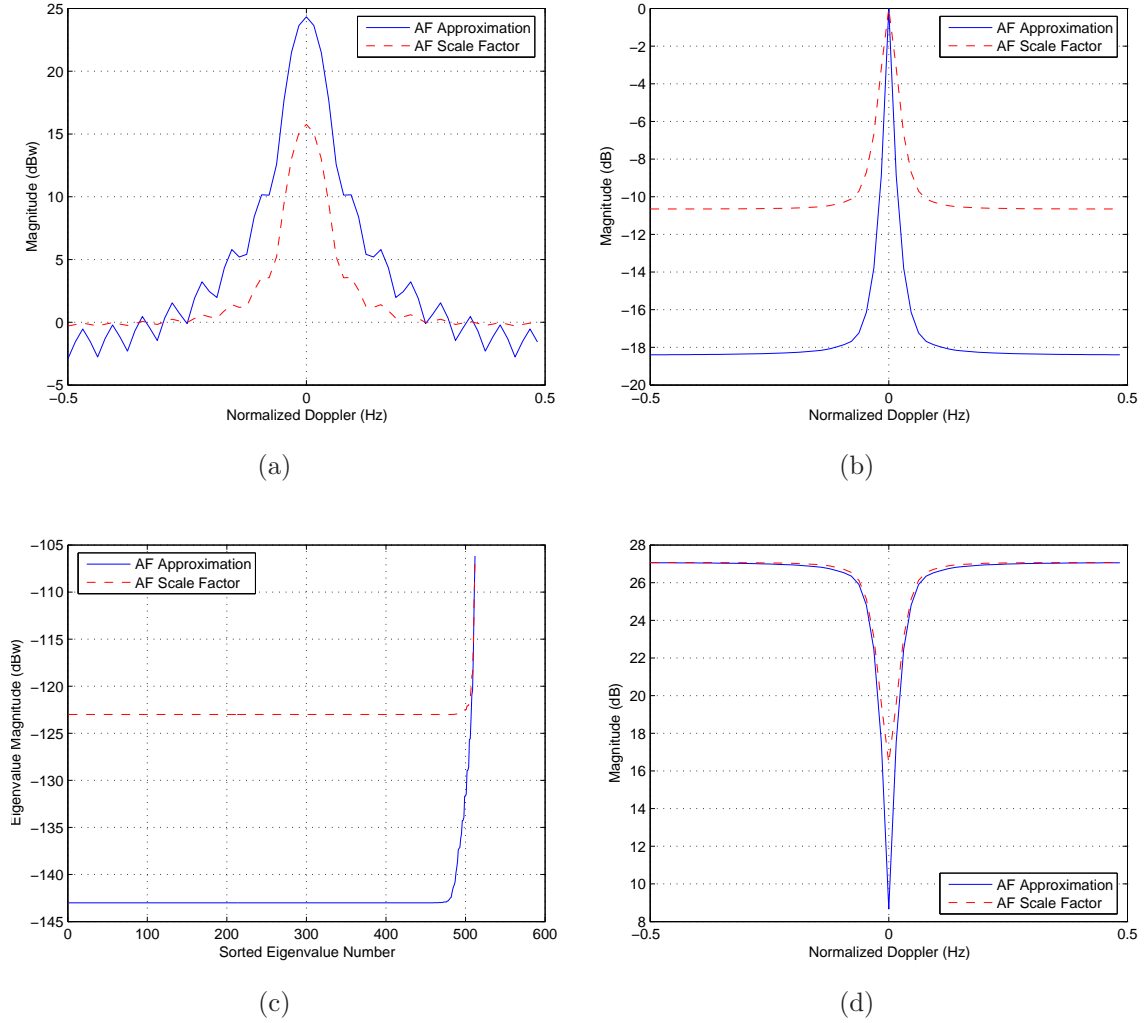 25
20
15
10
5
0
−5
−0.5
0
0.5
Magnitude (dBw)
Normalized Doppler (Hz)
AF Approximation
AF Scale Factor
(a)
0
−2
−4
−6
−8
−10
−12
−14
−16
−18
−20
−0.5
0
0.5
Magnitude (dB)
Normalized Doppler (Hz)
AF Approximation
AF Scale Factor
(b)
−105
−110
−115
−120
−125
−130
−135
−140
−145
0
100
200
300
400
500
600
Eigenvalue Magnitude (dBw)
Sorted Eigenvalue Number
AF Approximation
AF Scale Factor
(c)
28
26
24
22
20
18
16
14
12
10
8
−0.5
0
0.5
Magnitude (dB)
Normalized Doppler (Hz)
AF Approximation
AF Scale Factor
(d)